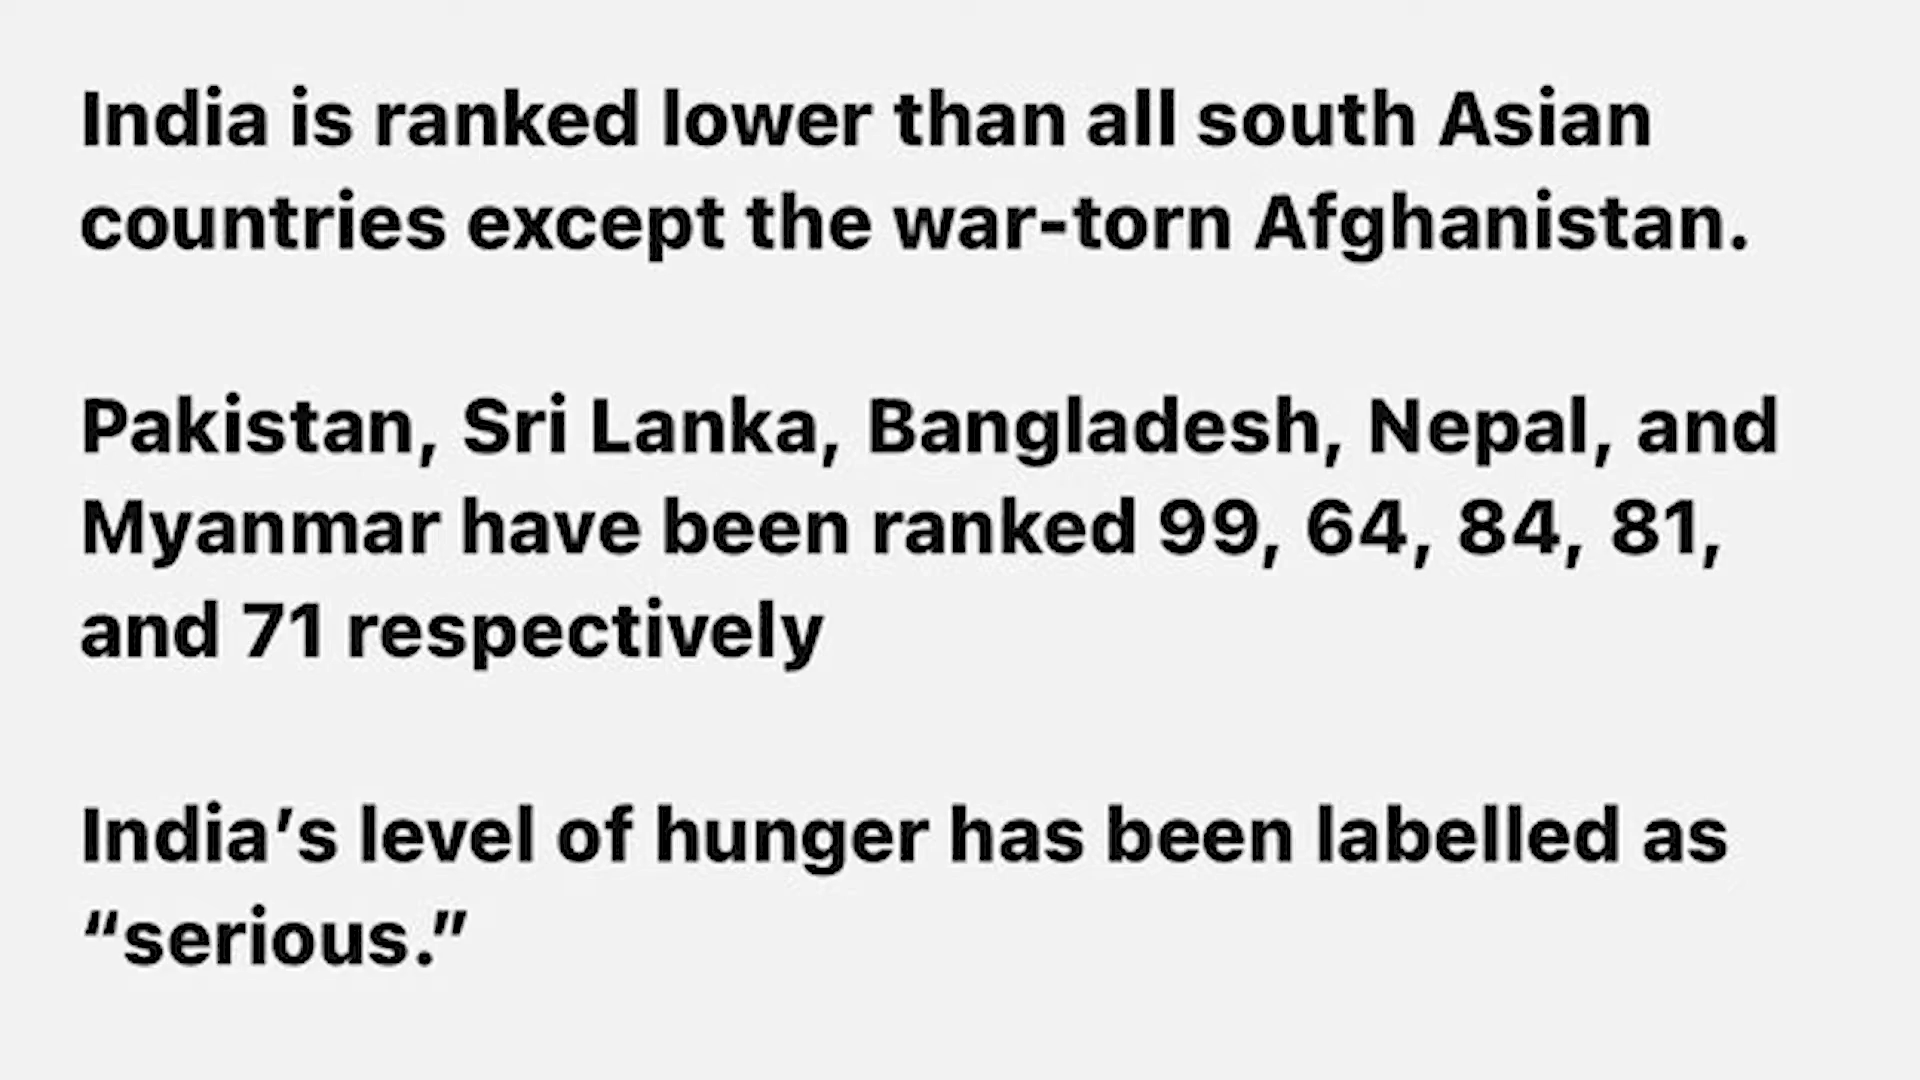 India is ranked lower than all south Asian
countries except the war-torn Afghanistan.
Pakistan, Sri Lanka, Bangladesh, Nepal, and
Myanmar have been ranked 99, 64, 84, 81,
and 71 respectively
India’s level of hunger has been labelled as
“serious.”